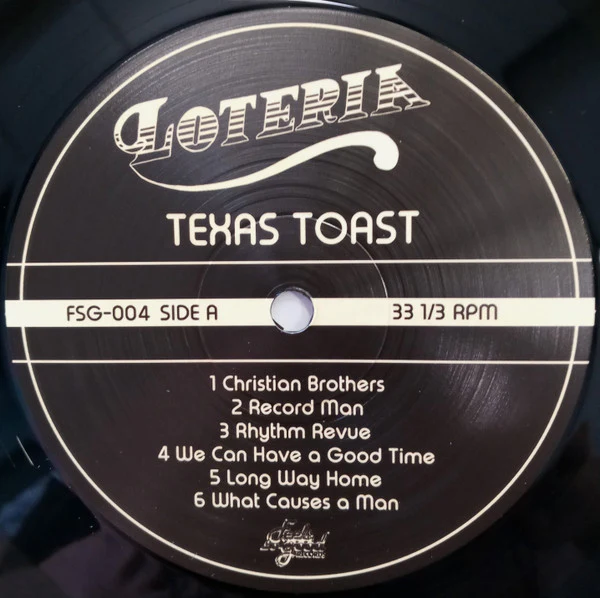 LOTERIA
TEXAS TOAST
FSG-004 SIDE A
33 1/3 RPM
1 Christian Brothers
2 Record Man
3 Rhythm Revue
4 We Can Have a Good Time
5 Long Way Home
6 What Causes a Man
RECORDS